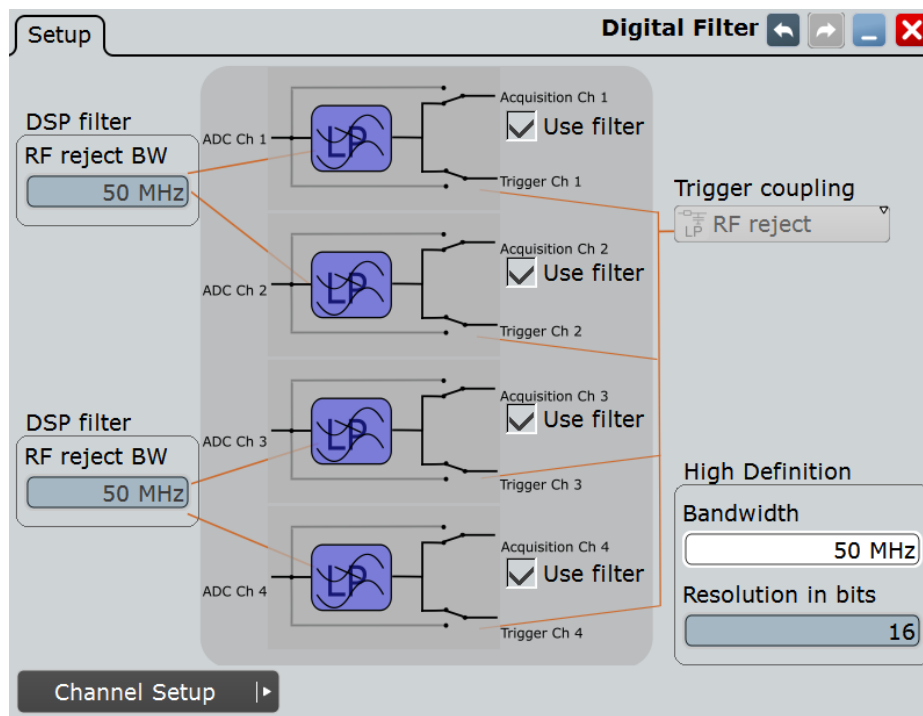 Setup
Digital Filter
DSP filter
RF reject BW
50 MHz
ADC Ch 1
LP
Acquisition Ch 1
Use filter
Trigger Ch 1
Trigger coupling
LP
RF reject
ADC Ch 2
LP
Acquisition Ch 2
Use filter
Trigger Ch 2
DSP filter
RF reject BW
50 MHz
ADC Ch 3
LP
Acquisition Ch 3
Use filter
Trigger Ch 3
ADC Ch 4
LP
Acquisition Ch 4
Use filter
Trigger Ch 4
High Definition
Bandwidth
50 MHz
Resolution in bits
16
Channel Setup